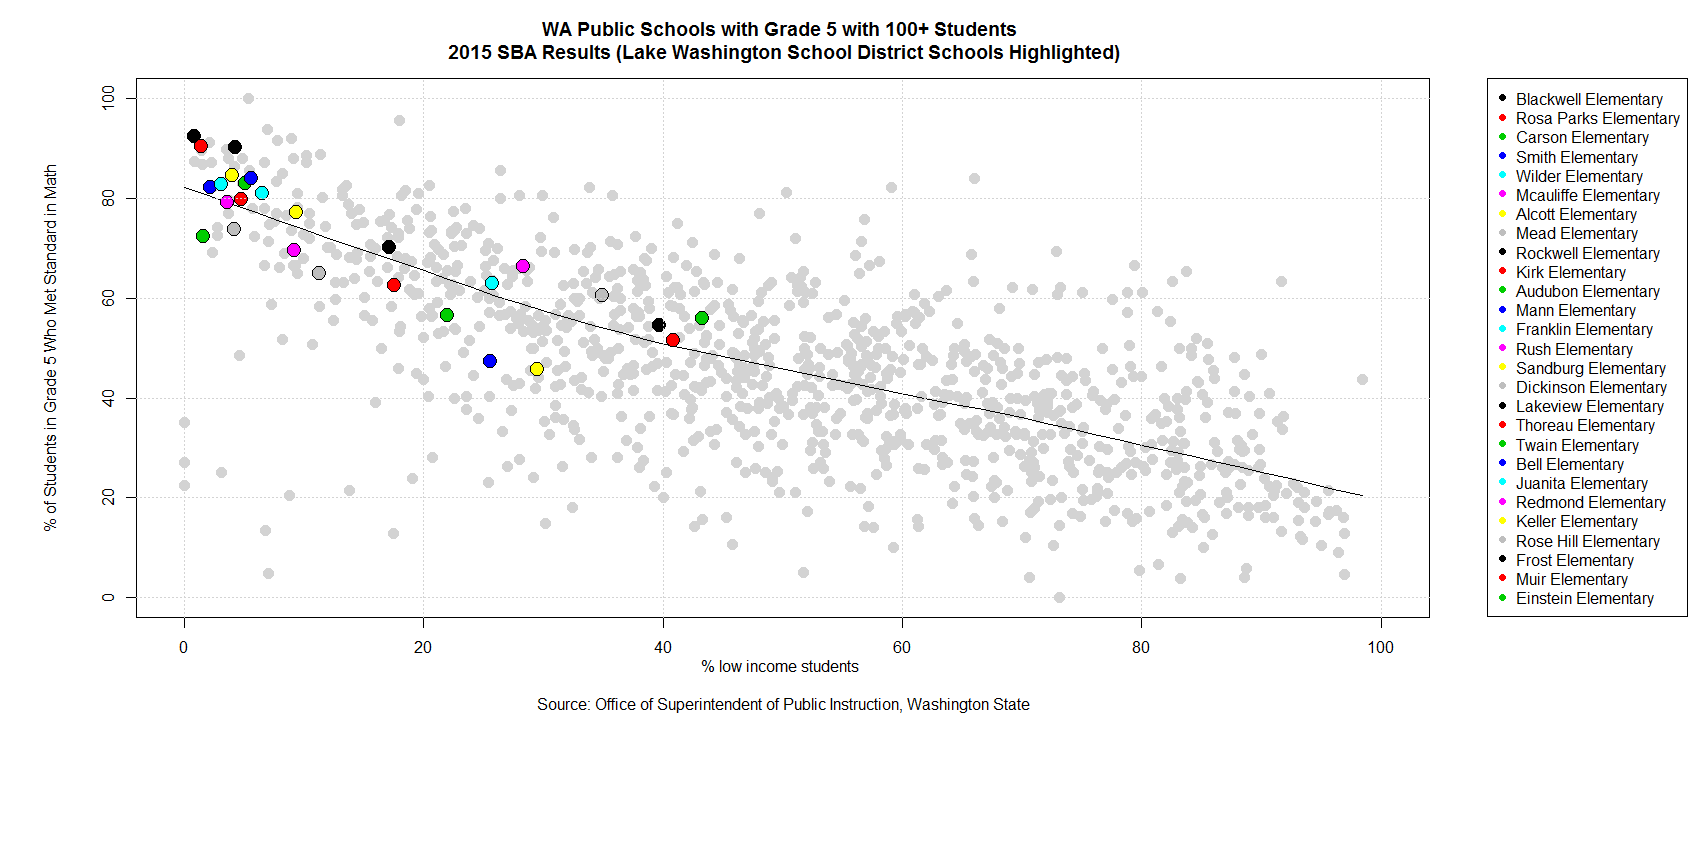 WA Public Schools with Grade 5 with 100+ Students
2015 SBA Results (Lake Washington School District Schools Highlighted)
% of Students in Grade 5 Who Met Standard in Math
100
80
60
40
20
0
0 20 40 60 80 100
% low income students
Source: Office of Superintendent of Public Instruction, Washington State
Blackwell Elementary
Rosa Parks Elementary
Carson Elementary
Smith Elementary
Wilder Elementary
Mcauliffe Elementary
Alcott Elementary
Mead Elementary
Rockwell Elementary
Kirk Elementary
Audubon Elementary
Mann Elementary
Franklin Elementary
Rush Elementary
Sandburg Elementary
Dickinson Elementary
Lakeview Elementary
Thoreau Elementary
Twain Elementary
Bell Elementary
Juanita Elementary
Redmond Elementary
Keller Elementary
Rose Hill Elementary
Frost Elementary
Muir Elementary
Einstein Elementary